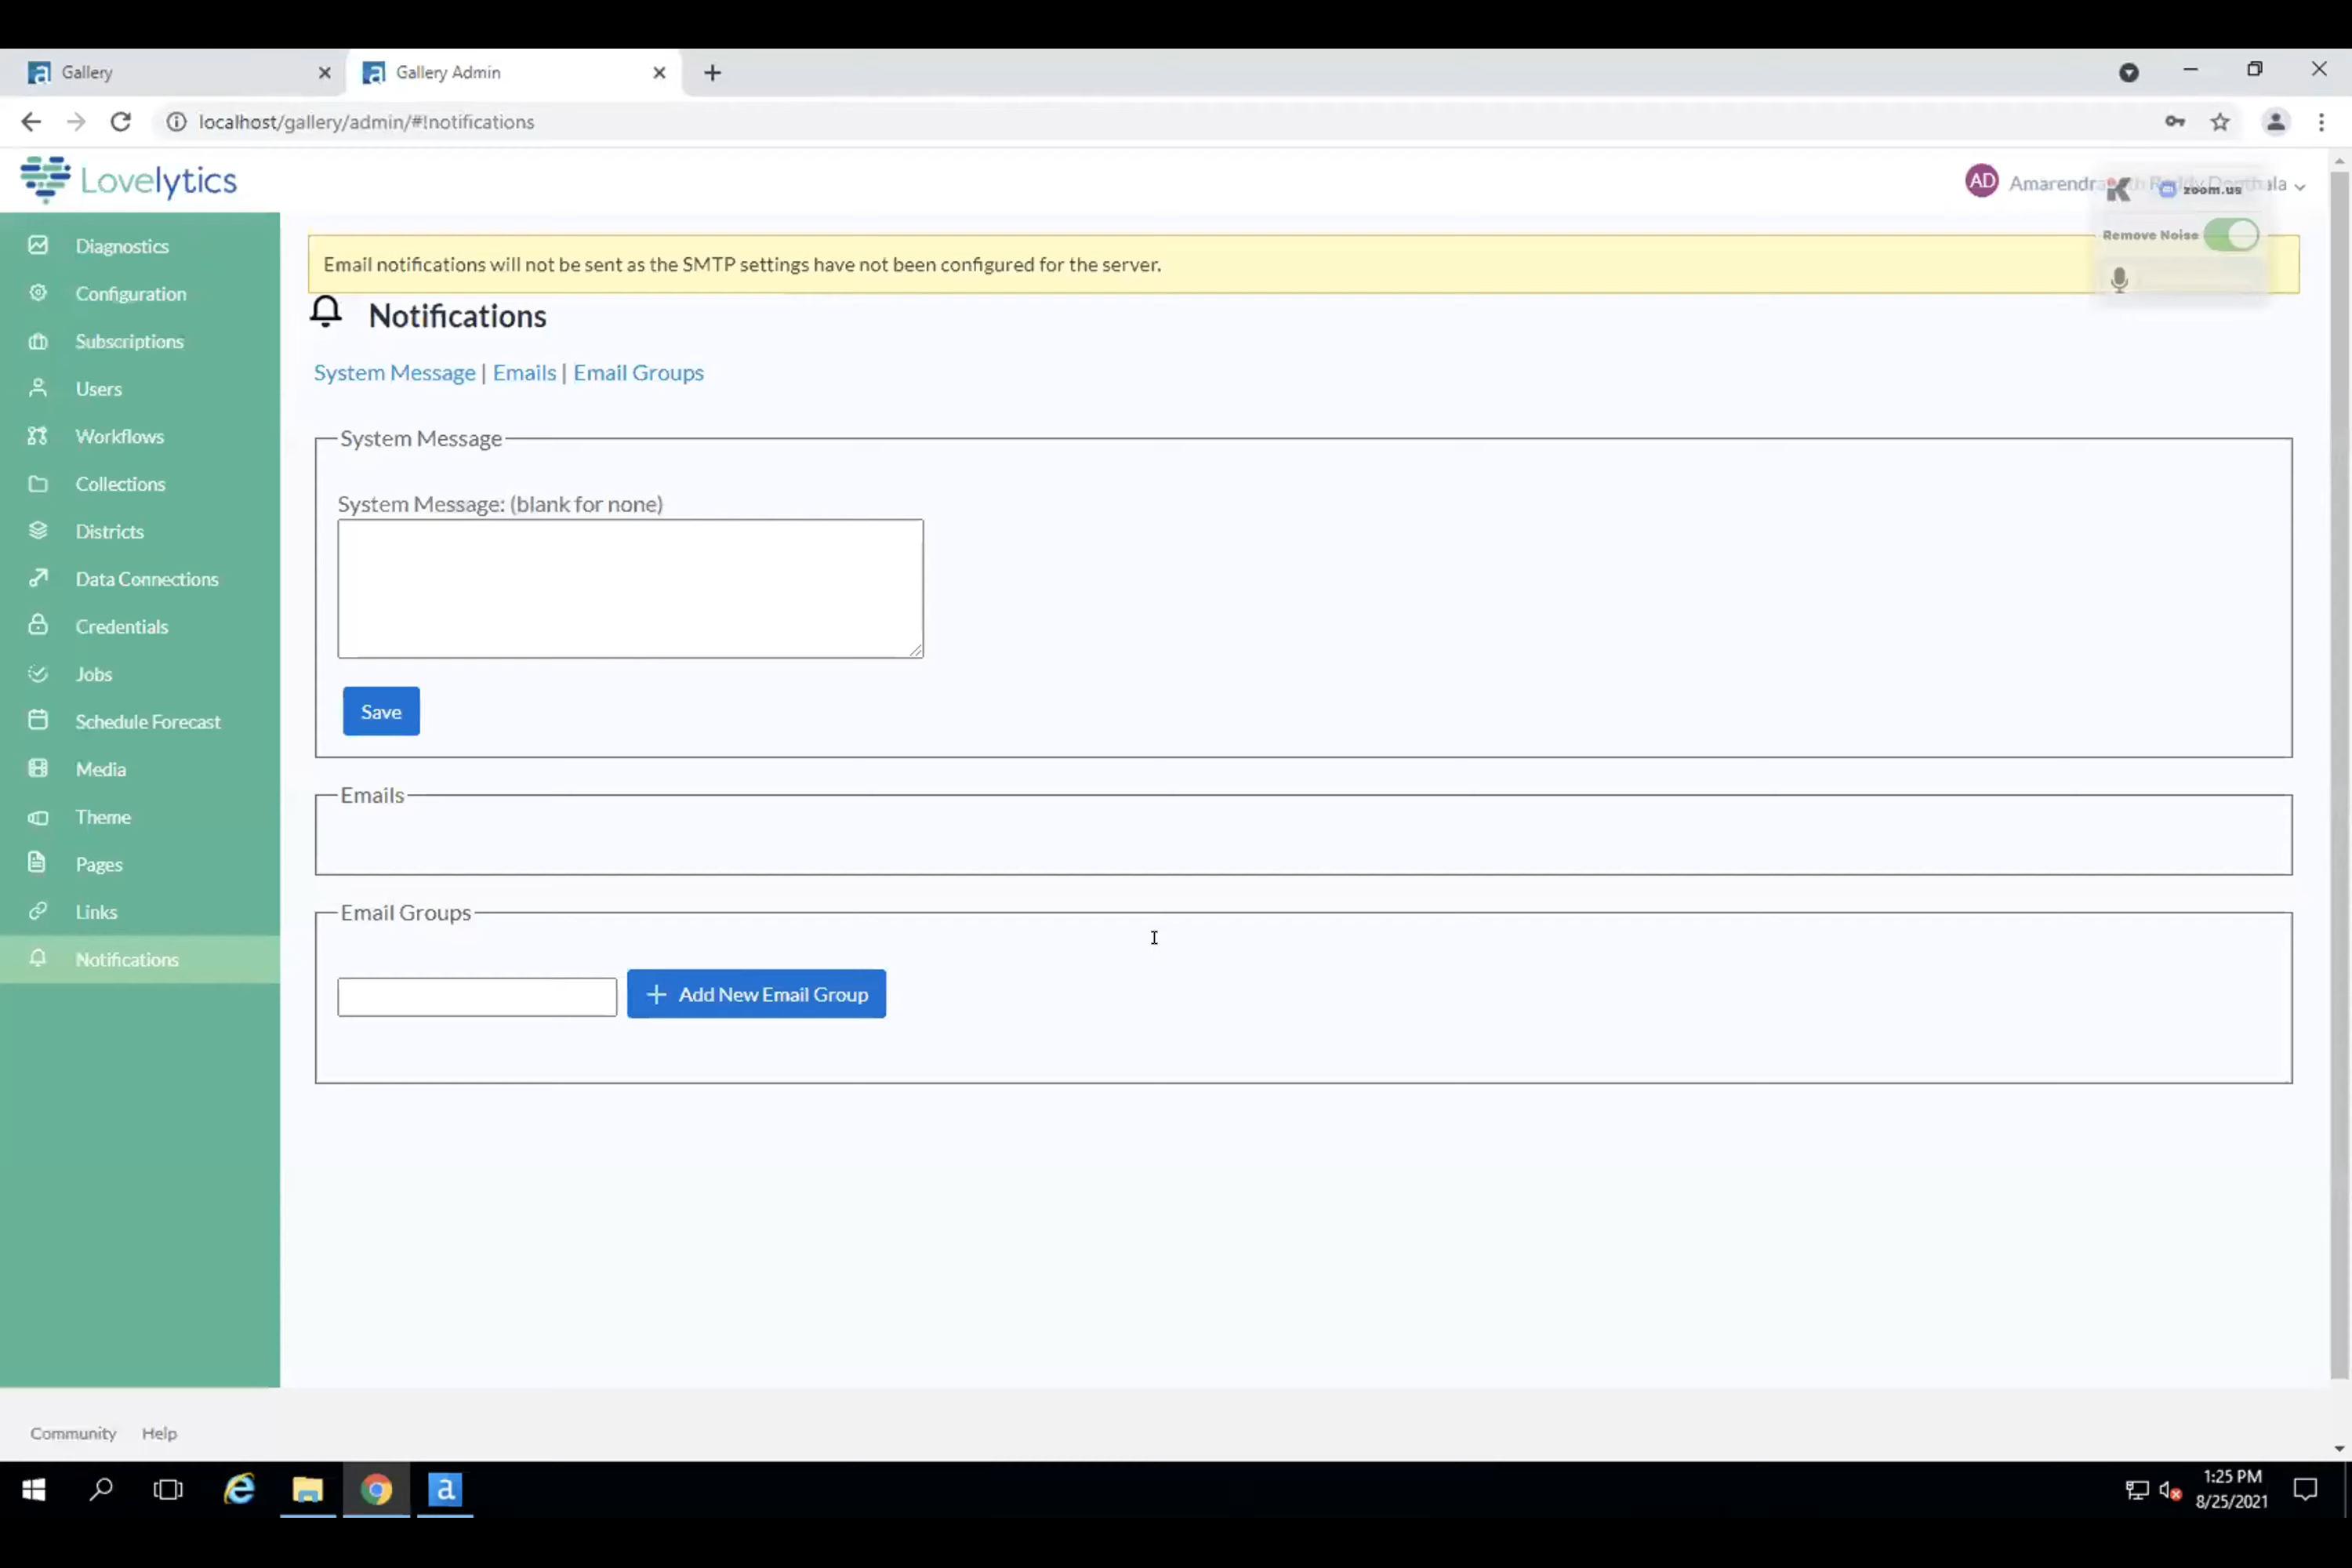 Gallery
Gallery Admin
localhost/gallery/admin/#!notifications
Lovelytics
AD
zoom.us
Remove Noise
Diagnostics
Configuration
Subscriptions
Users
Workflows
Collections
Districts
Data Connections
Credentials
Jobs
Schedule Forecast
Media
Theme
Pages
Links
Notifications
Email notifications will not be sent as the SMTP settings have not been configured for the server.
Notifications
System Message | Emails | Email Groups
System Message
System Message: (blank for none)
Save
Emails
Email Groups
Add New Email Group
Community Help
1:25 PM
8/25/2021